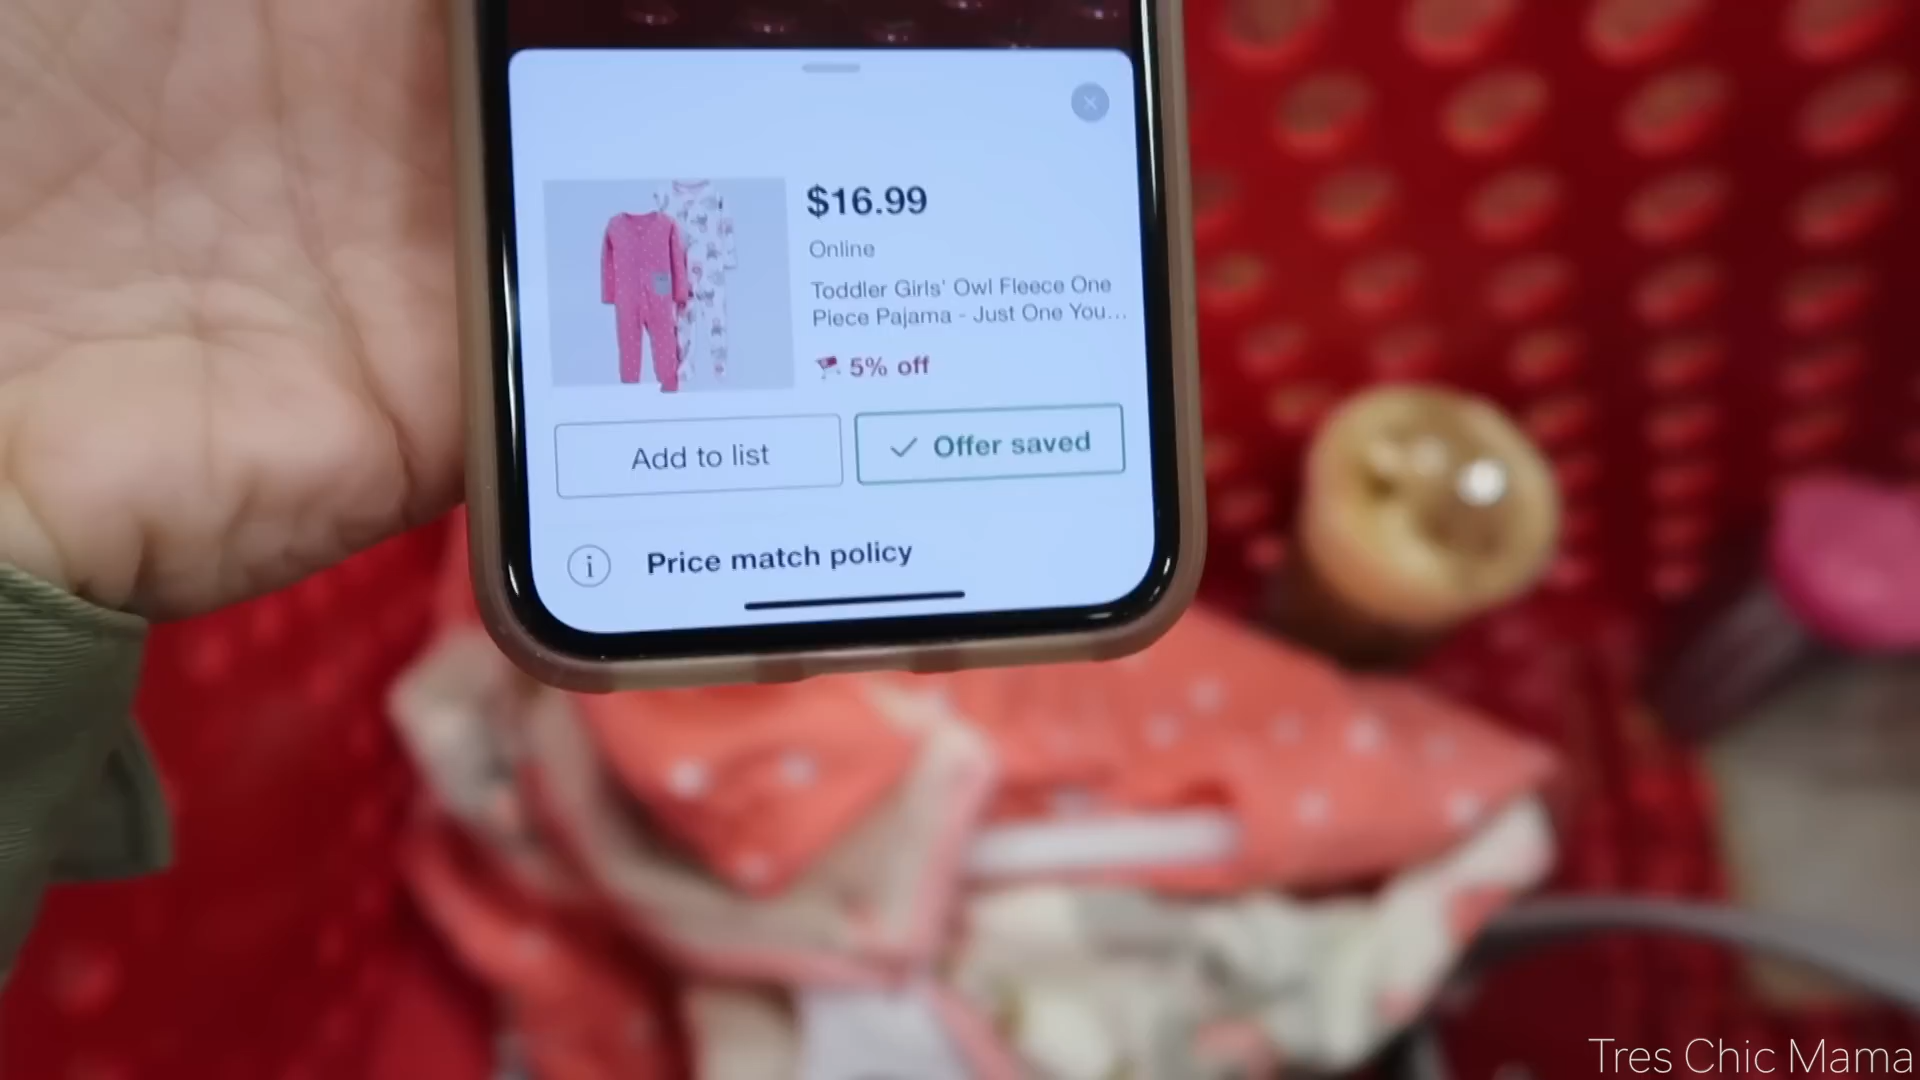 $16.99
Online
Toddler Girls' Owl Fleece One
Piece Pajama - Just One You...
5% off
Add to list
Offer saved
Price match policy
Tres Chic Mama